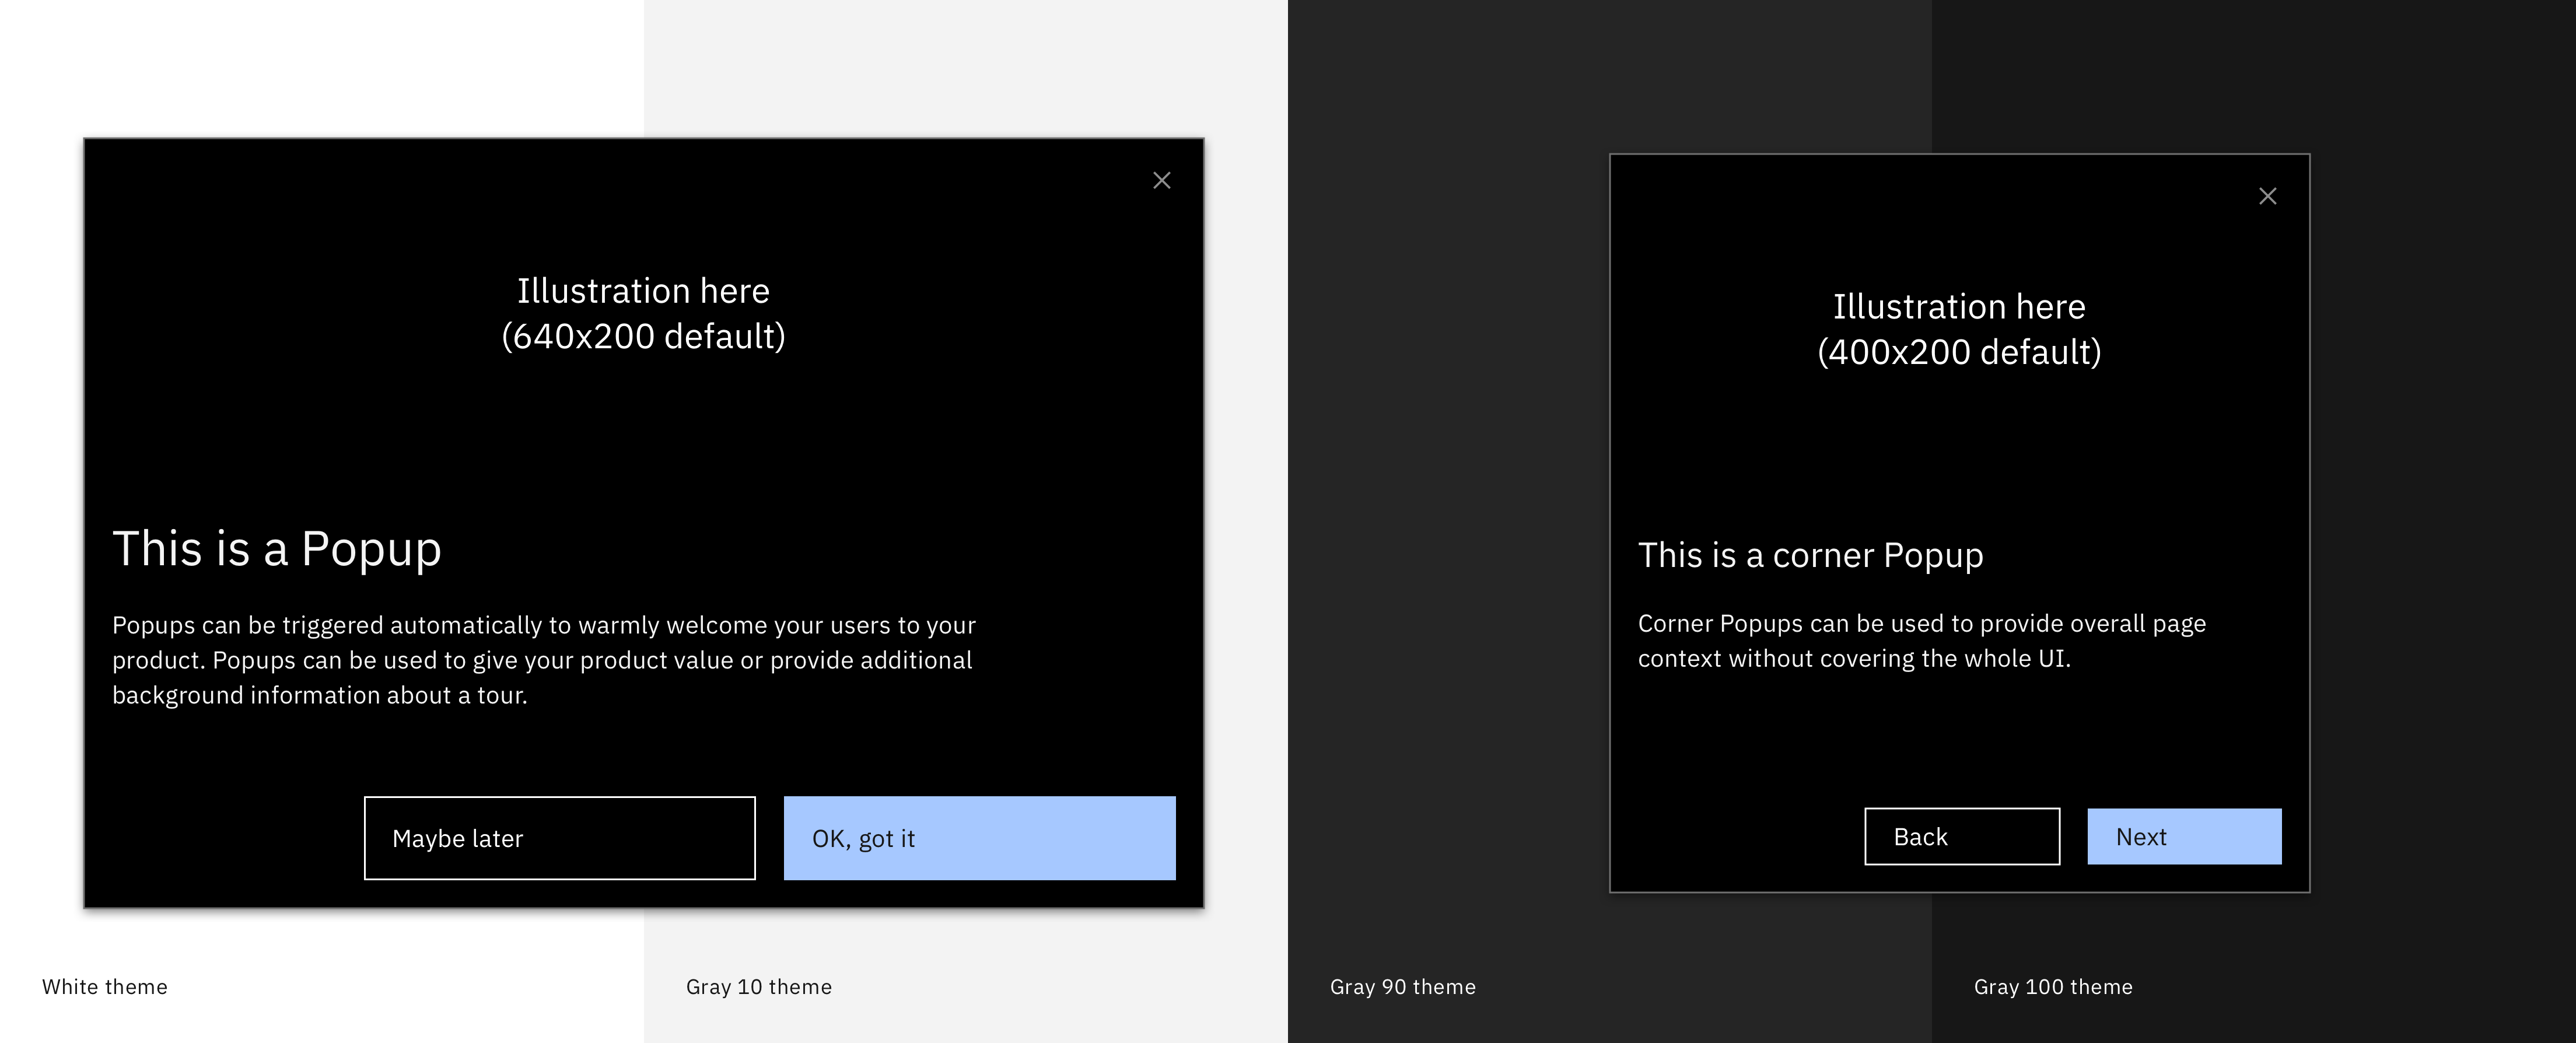 Illustration here
(640x200 default)
This is a Popup
Popups can be triggered automatically to warmly welcome your users to your
product. Popups can be used to give your product value or provide additional
background information about a tour.
Maybe later
OK, got it
White theme
Gray 10 theme
Illustration here
(400x200 default)
This is a corner Popup
Corner Popups can be used to provide overall page
context without covering the whole UI.
Back
Next
Gray 90 theme
Gray 100 theme